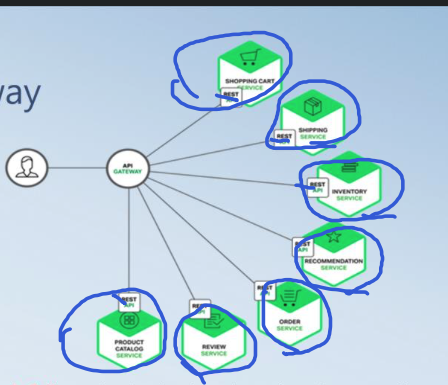 way
SHOPPING CART
SERVICE
REST
API
SHIPPING
SERVICE
REST
API
API
GATEWAY
REST
API
INVENTORY
SERVICE
REST
API
RECOMMENDATION
SERVICE
REST
API
ORDER
SERVICE
REST
API
PRODUCT
CATALOG
SERVICE
REST
API
REVIEW
SERVICE